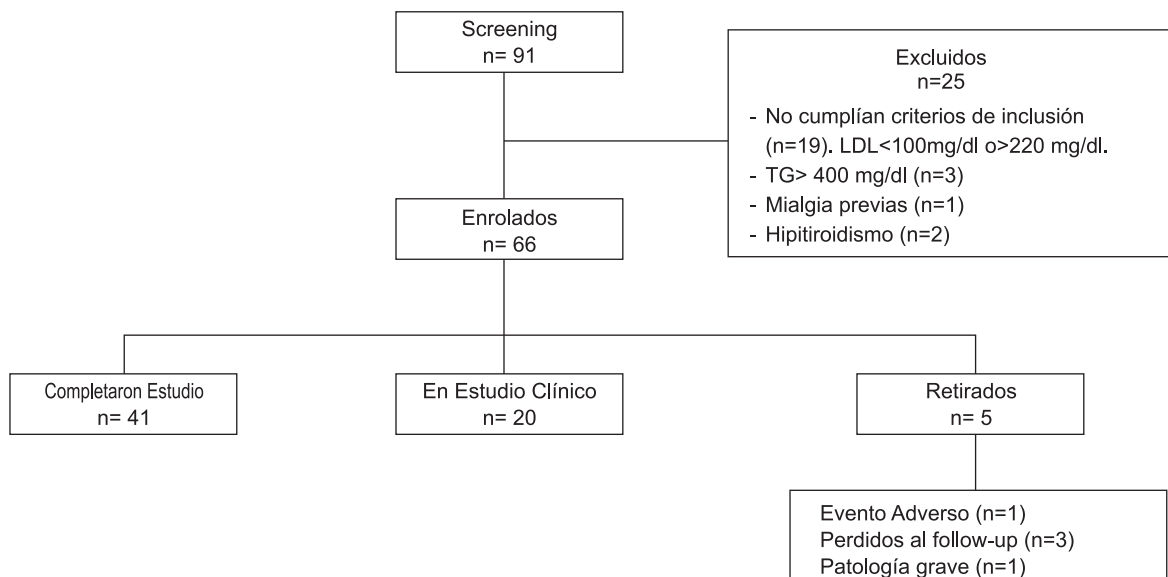 Screening
n= 91
Excluidos
n=25
- No cumplían criterios de inclusión
(n=19). LDL<100mg/dl o>220 mg/dl.
- TG> 400 mg/dl (n=3)
- Mialgia previas (n=1)
- Hipitiroidismo (n=2)
Enrolados
n= 66
Completaron Estudio
n= 41
En Estudio Clínico
n= 20
Retirados
n= 5
Evento Adverso (n=1)
Perdidos al follow-up (n=3)
Patología grave (n=1)